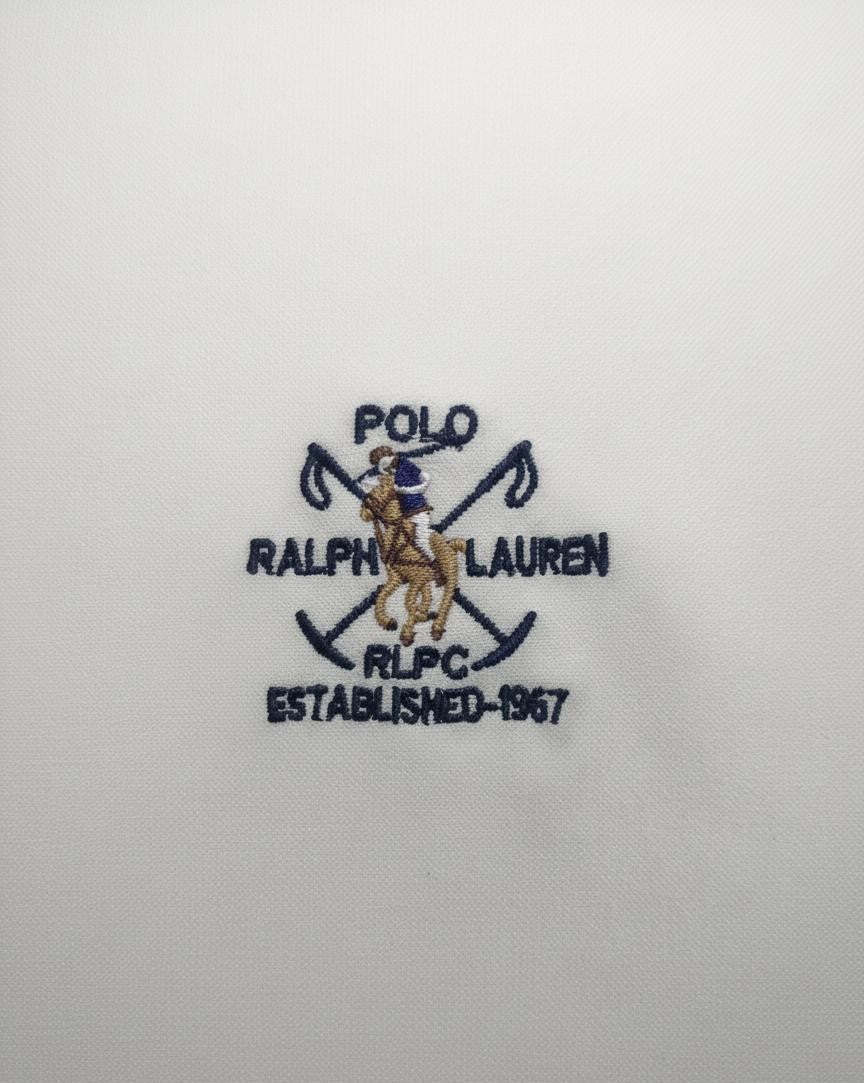 POLO
RALPH LAUREN
RLPC
ESTABLISHED-1967